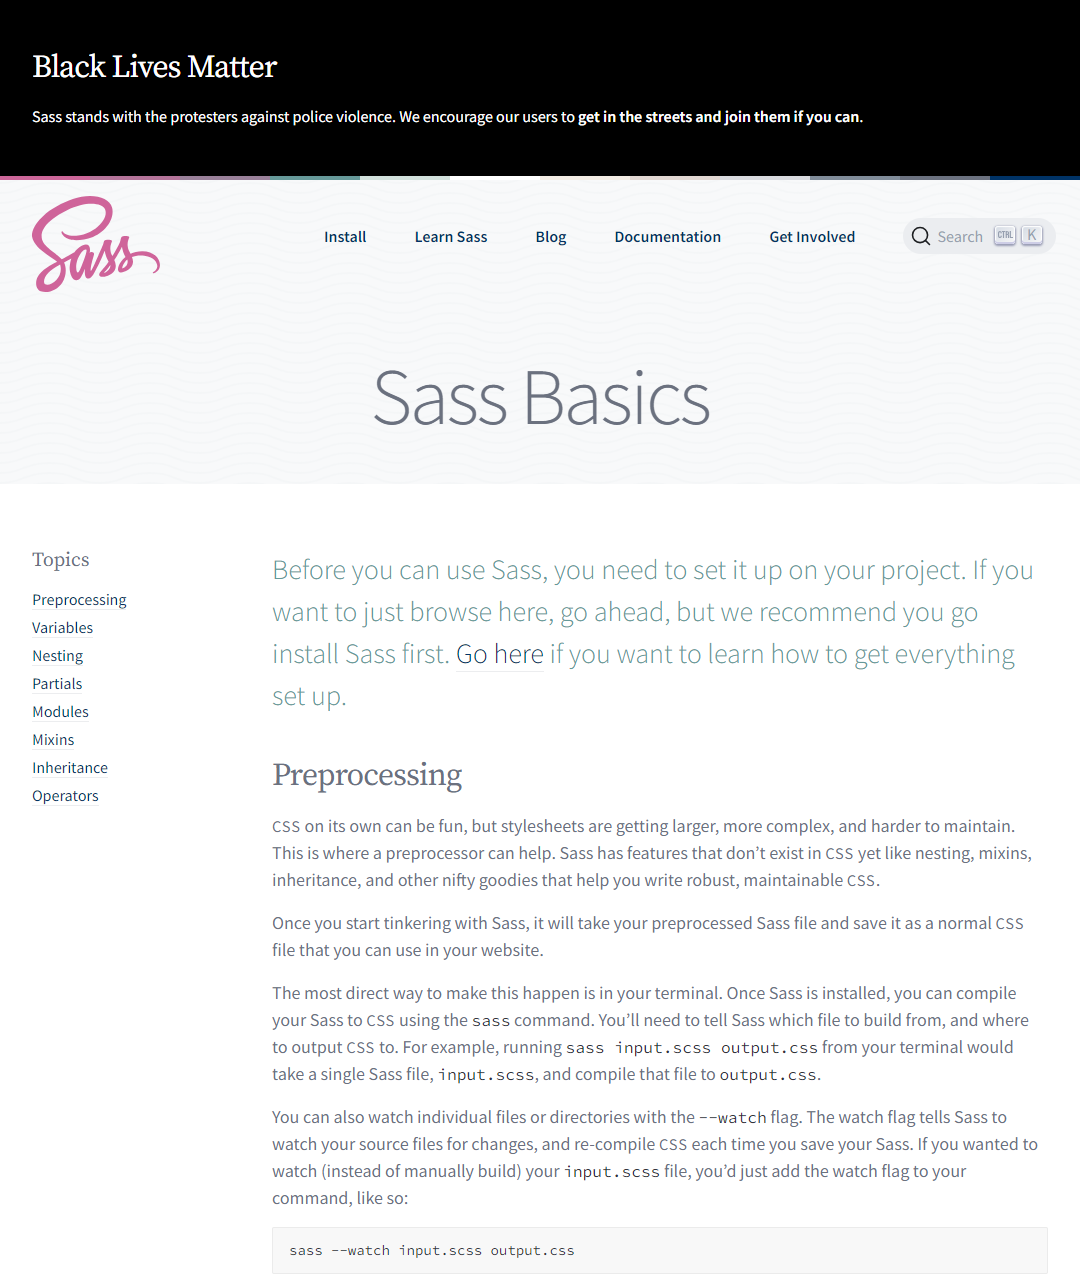 Black Lives Matter
Sass stands with the protesters against police violence. We encourage our users to get in the streets and join them if you can.
Sass
Install Learn Sass Blog Documentation Get Involved Search CTRL K
Sass Basics
Topics
Preprocessing
Variables
Nesting
Partials
Modules
Mixins
Inheritance
Operators
Before you can use Sass, you need to set it up on your project. If you
want to just browse here, go ahead, but we recommend you go
install Sass first. Go here if you want to learn how to get everything
set up.
Preprocessing
CSS on its own can be fun, but stylesheets are getting larger, more complex, and harder to maintain.
This is where a preprocessor can help. Sass has features that don’t exist in CSS yet like nesting, mixins,
inheritance, and other nifty goodies that help you write robust, maintainable CSS.
Once you start tinkering with Sass, it will take your preprocessed Sass file and save it as a normal CSS
file that you can use in your website.
The most direct way to make this happen is in your terminal. Once Sass is installed, you can compile
your Sass to CSS using the sass command. You’ll need to tell Sass which file to build from, and where
to output CSS to. For example, running sass input.scss output.css from your terminal would
take a single Sass file, input.scss, and compile that file to output.css.
You can also watch individual files or directories with the --watch flag. The watch flag tells Sass to
watch your source files for changes, and re-compile CSS each time you save your Sass. If you wanted to
watch (instead of manually build) your input.scss file, you’d just add the watch flag to your
command, like so:
sass --watch input.scss output.css